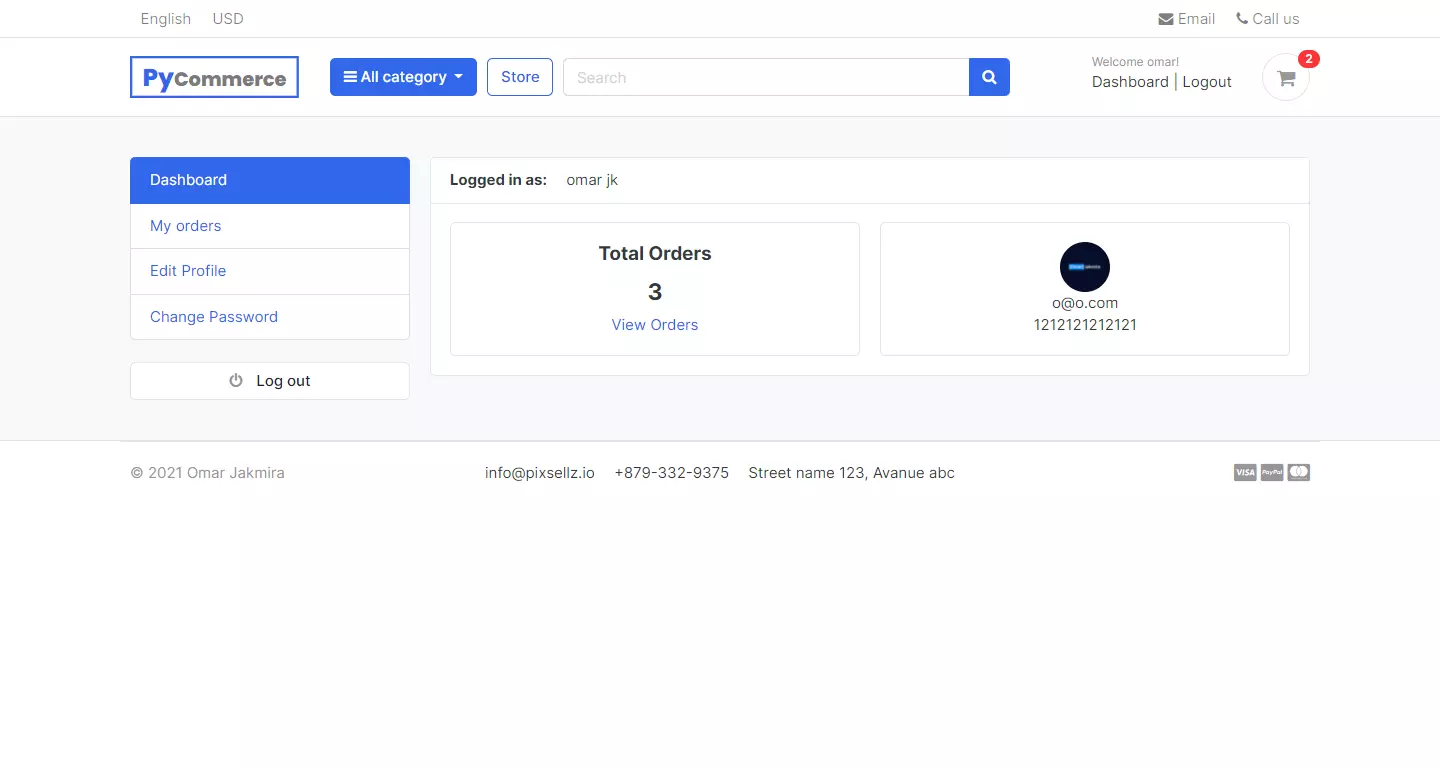 English USD
Email Call us
PyCommerce
All category
Store
Search
Welcome omar!
Dashboard | Logout
2
Dashboard
My orders
Edit Profile
Change Password
Log out
Logged in as: omar jk
Total Orders
3
View Orders
o@o.com
1212121212121
© 2021 Omar Jakmira
info@pixsellz.io +879-332-9375 Street name 123, Avanue abc
VISA PayPal